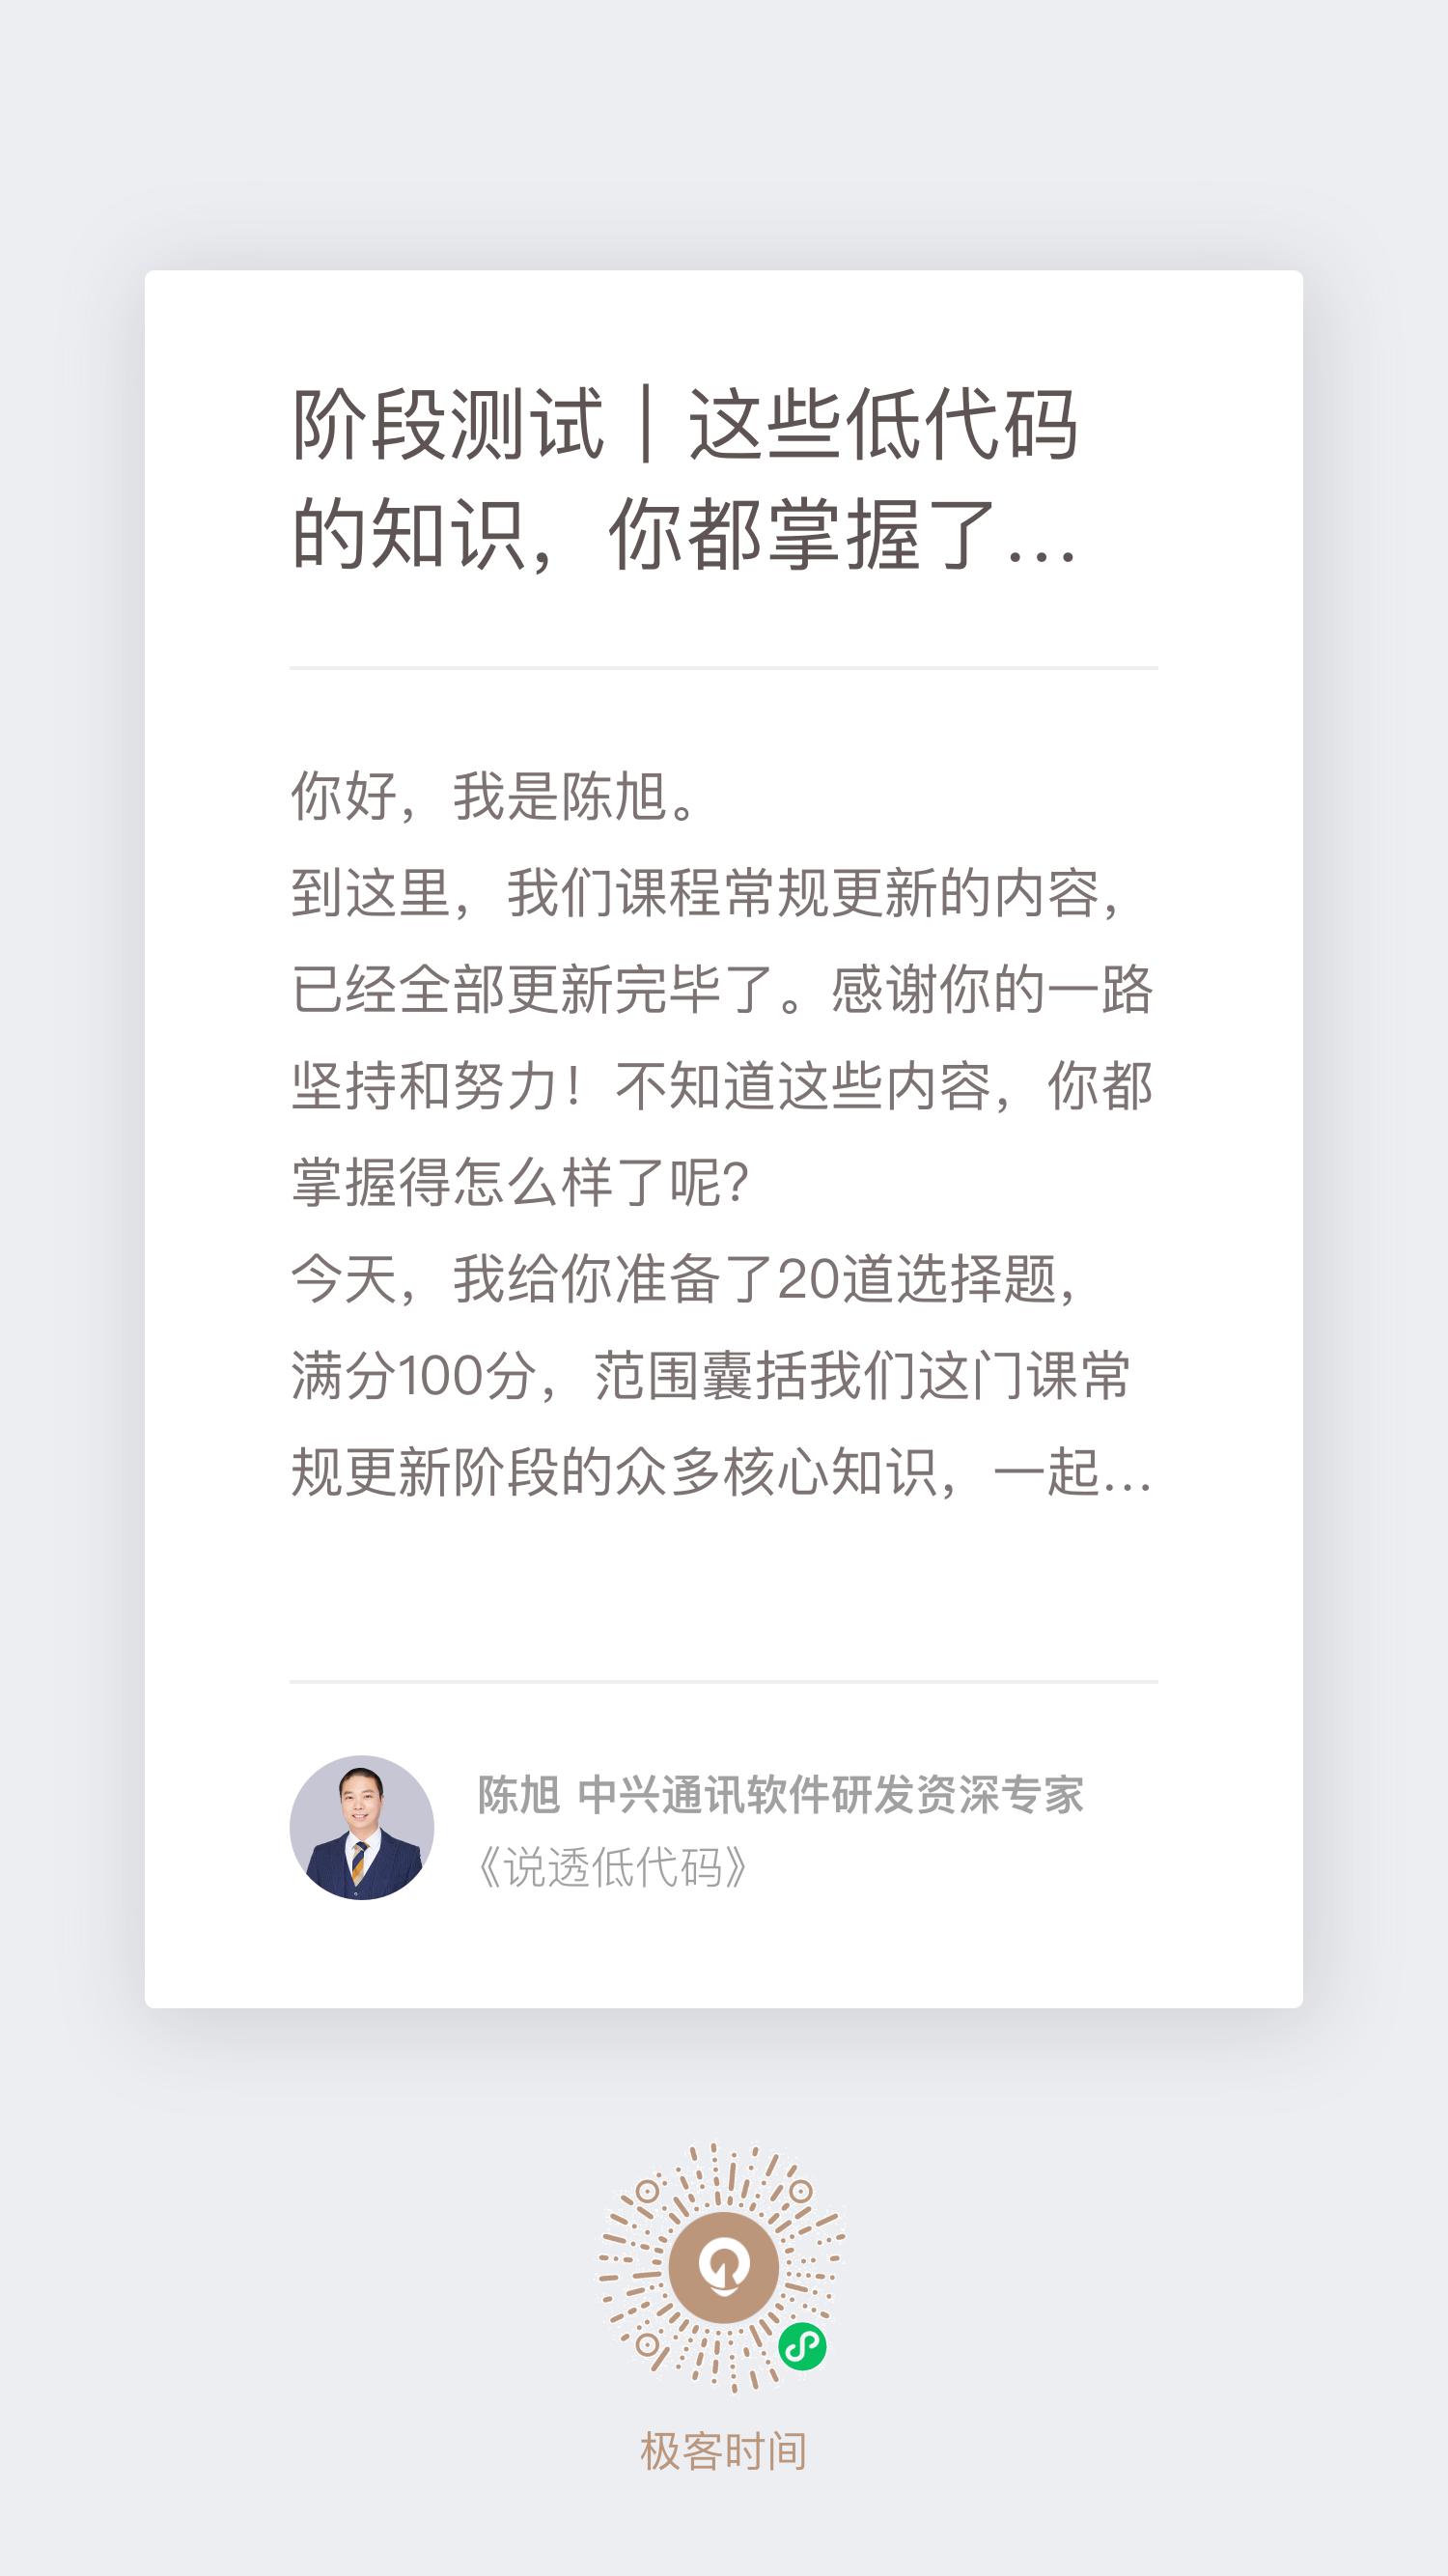 阶段测试｜这些低代码
的知识，你都掌握了...
你好，我是陈旭。
到这里，我们课程常规更新的内容，
已经全部更新完毕了。感谢你的一路
坚持和努力！不知道这些内容，你都
掌握得怎么样了呢？
今天，我给你准备了20道选择题，
满分100分，范围囊括我们这门课常
规更新阶段的众多核心知识，一起...
陈旭 中兴通讯软件研发资深专家
《说透低代码》
极客时间